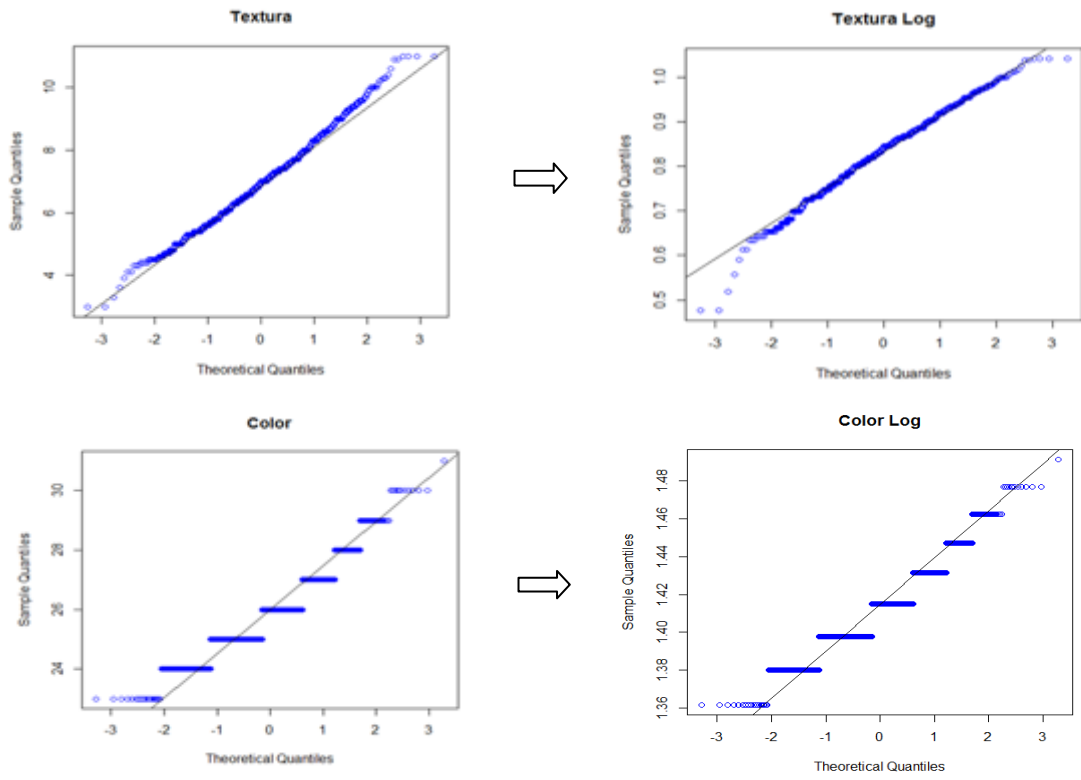 Textura
Sample Quantiles
10
8
6
4
-3 -2 -1 0 1 2 3
Theoretical Quantiles
Textura Log
Sample Quantiles
1.0
0.9
0.8
0.7
0.6
0.5
-3 -2 -1 0 1 2 3
Theoretical Quantiles
Color
Sample Quantiles
30
28
26
24
-3 -2 -1 0 1 2 3
Theoretical Quantiles
Color Log
Sample Quantiles
1.48
1.46
1.44
1.42
1.40
1.38
1.36
-3 -2 -1 0 1 2 3
Theoretical Quantiles